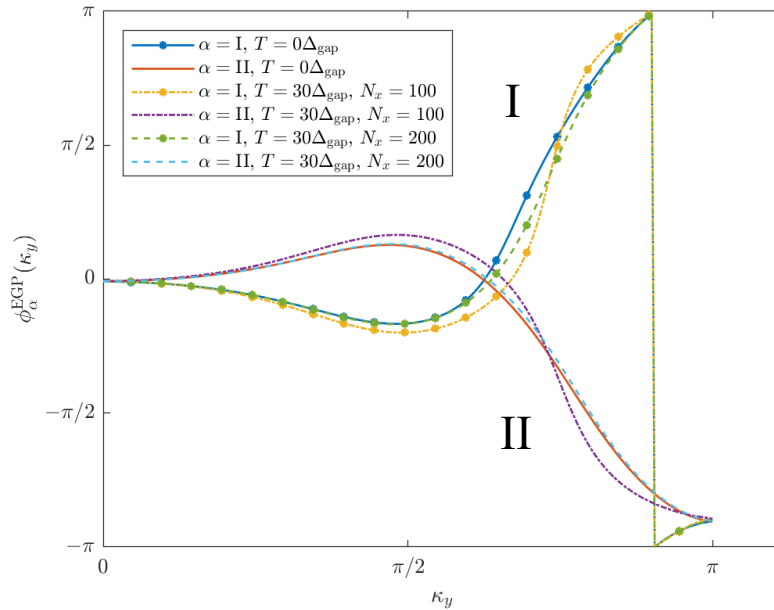 π
α = I, T = 0Δ_gap
α = II, T = 0Δ_gap
α = I, T = 30Δ_gap, N_x = 100
α = II, T = 30Δ_gap, N_x = 100
α = I, T = 30Δ_gap, N_x = 200
α = II, T = 30Δ_gap, N_x = 200
I
π/2
ϕ_α^EGP(κ_y)
0
−π/2
II
−π
0
π/2
π
κ_y